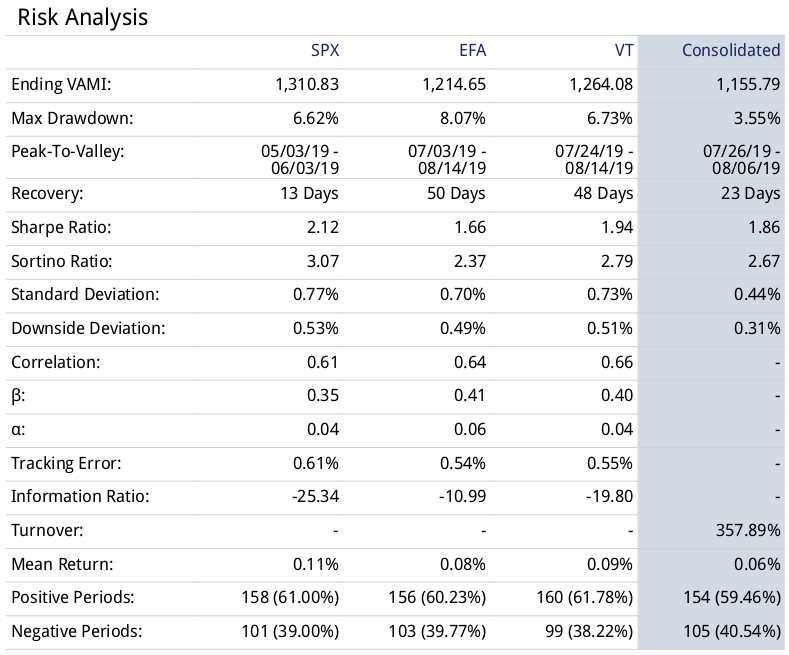 Risk Analysis
SPX EFA VT Consolidated
Ending VAMI: 1,310.83 1,214.65 1,264.08 1,155.79
Max Drawdown: 6.62% 8.07% 6.73% 3.55%
Peak-To-Valley: 05/03/19 - 07/03/19 - 07/24/19 - 07/26/19 -
06/03/19 08/14/19 08/14/19 08/06/19
Recovery: 13 Days 50 Days 48 Days 23 Days
Sharpe Ratio: 2.12 1.66 1.94 1.86
Sortino Ratio: 3.07 2.37 2.79 2.67
Standard Deviation: 0.77% 0.70% 0.73% 0.44%
Downside Deviation: 0.53% 0.49% 0.51% 0.31%
Correlation: 0.61 0.64 0.66 -
β: 0.35 0.41 0.40 -
α: 0.04 0.06 0.04 -
Tracking Error: 0.61% 0.54% 0.55% -
Information Ratio: -25.34 -10.99 -19.80 -
Turnover: - - - 357.89%
Mean Return: 0.11% 0.08% 0.09% 0.06%
Positive Periods: 158 (61.00%) 156 (60.23%) 160 (61.78%) 154 (59.46%)
Negative Periods: 101 (39.00%) 103 (39.77%) 99 (38.22%) 105 (40.54%)